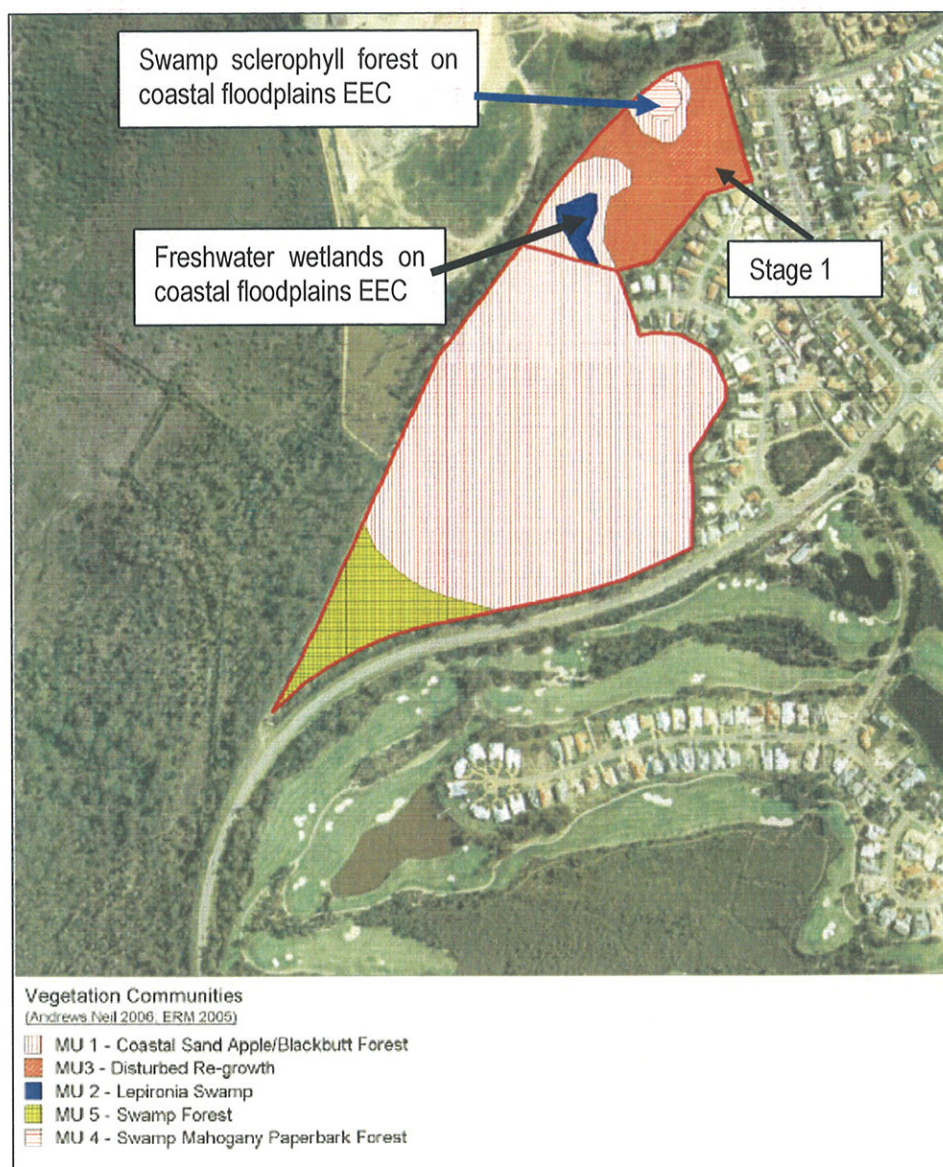 Swamp sclerophyll forest on
coastal floodplains EEC
Freshwater wetlands on
coastal floodplains EEC
Stage 1
Vegetation Communities
(Andrews Neil 2006, ERM 2005)
MU 1 - Coastal Sand Apple/Blackbutt Forest
MU3 - Disturbed Re-growth
MU 2 - Lepironia Swamp
MU 5 - Swamp Forest
MU 4 - Swamp Mahogany Paperbark Forest